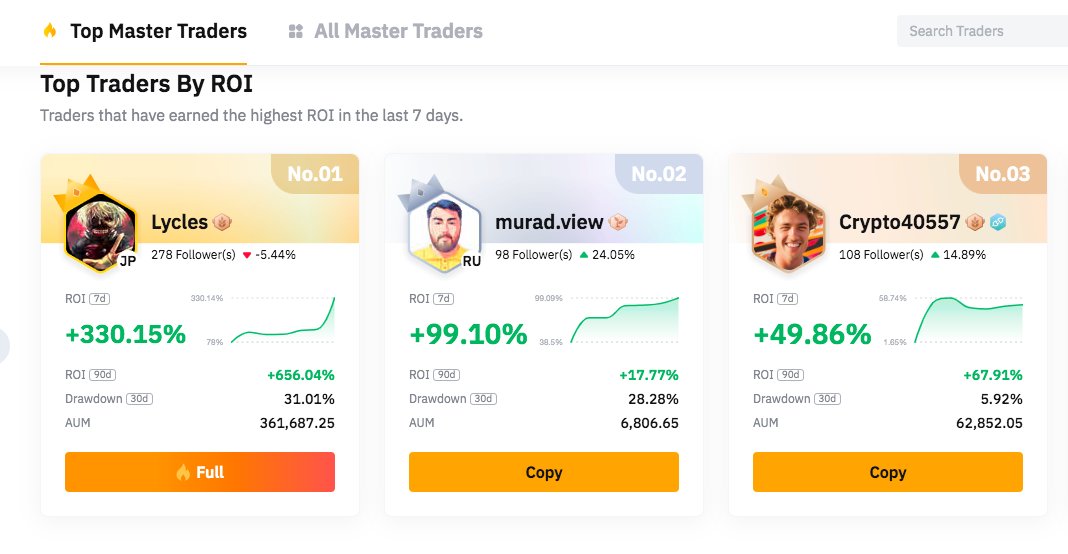 Top Master Traders
All Master Traders
Search Traders
Top Traders By ROI
Traders that have earned the highest ROI in the last 7 days.
No.01
Lycles
JP
278 Follower(s) ▼ -5.44%
ROI 7d
330.14%
78%
+330.15%
ROI 90d +656.04%
Drawdown 30d 31.01%
AUM 361,687.25
Full
No.02
murad.view
RU
98 Follower(s) ▲ 24.05%
ROI 7d
99.09%
38.5%
+99.10%
ROI 90d +17.77%
Drawdown 30d 28.28%
AUM 6,806.65
Copy
No.03
Crypto40557
108 Follower(s) ▲ 14.89%
ROI 7d
58.74%
1.65%
+49.86%
ROI 90d +67.91%
Drawdown 30d 5.92%
AUM 62,852.05
Copy